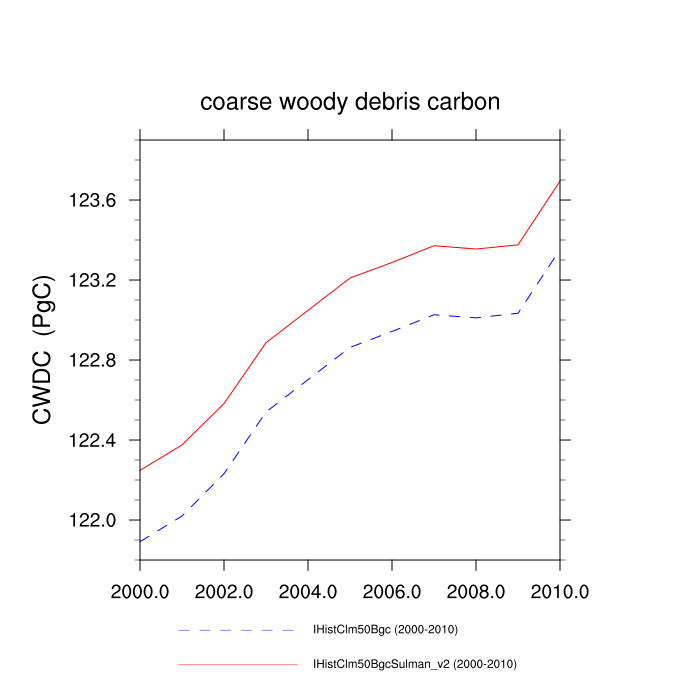 coarse woody debris carbon
CWDC (PgC)
123.6
123.2
122.8
122.4
122.0
2000.0 2002.0 2004.0 2006.0 2008.0 2010.0
IHistClm50Bgc (2000-2010)
IHistClm50BgcSulman_v2 (2000-2010)